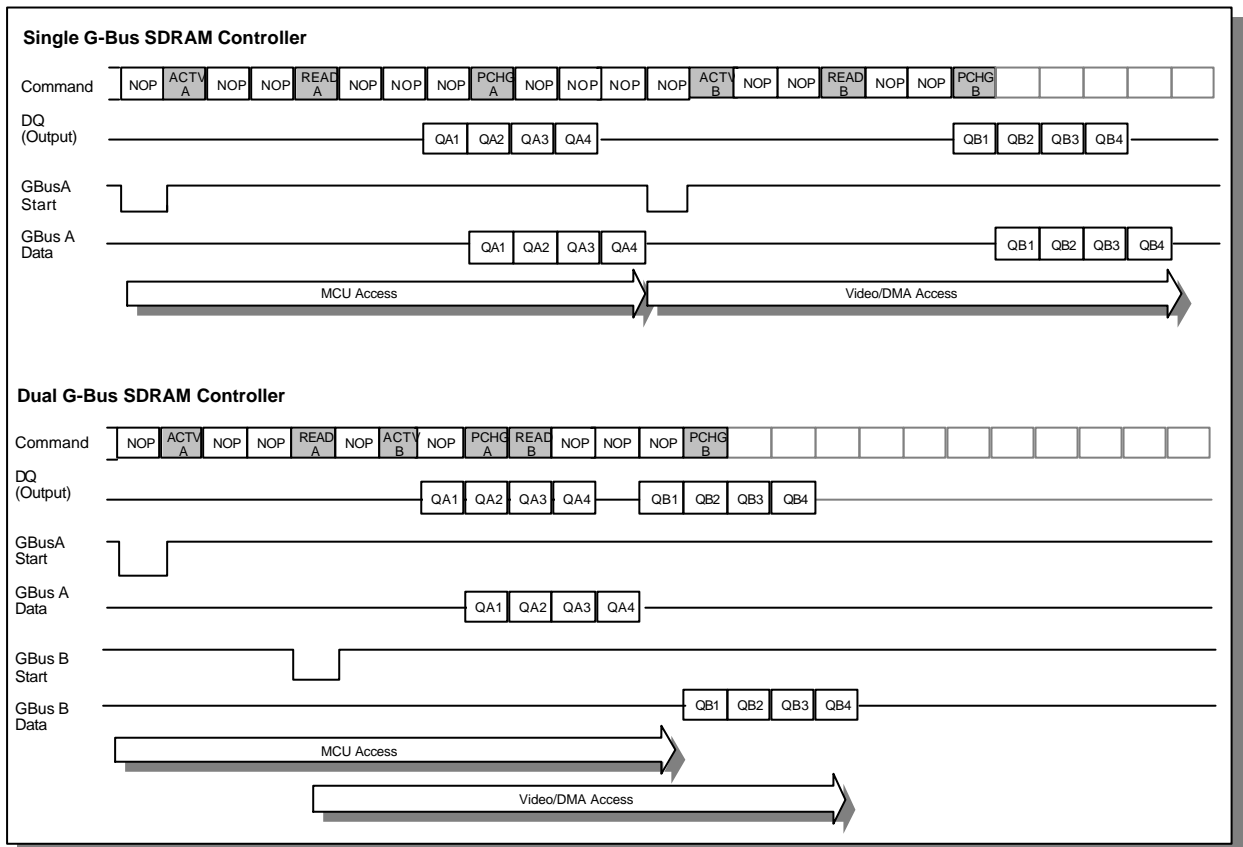 Single G-Bus SDRAM Controller
Command NOP ACTV A NOP NOP READ A NOP NOP NOP PCHG A NOP NOP NOP NOP ACTV B NOP NOP READ B NOP NOP PCHG B
DQ
(Output) QA1 QA2 QA3 QA4 QB1 QB2 QB3 QB4
GBusA
Start
GBus A
Data QA1 QA2 QA3 QA4 QB1 QB2 QB3 QB4
MCU Access Video/DMA Access
Dual G-Bus SDRAM Controller
Command NOP ACTV A NOP NOP READ A NOP ACTV B NOP PCHG A READ B NOP NOP NOP PCHG B
DQ
(Output) QA1 QA2 QA3 QA4 QB1 QB2 QB3 QB4
GBusA
Start
GBus A
Data QA1 QA2 QA3 QA4
GBus B
Start
GBus B
Data QB1 QB2 QB3 QB4
MCU Access
Video/DMA Access